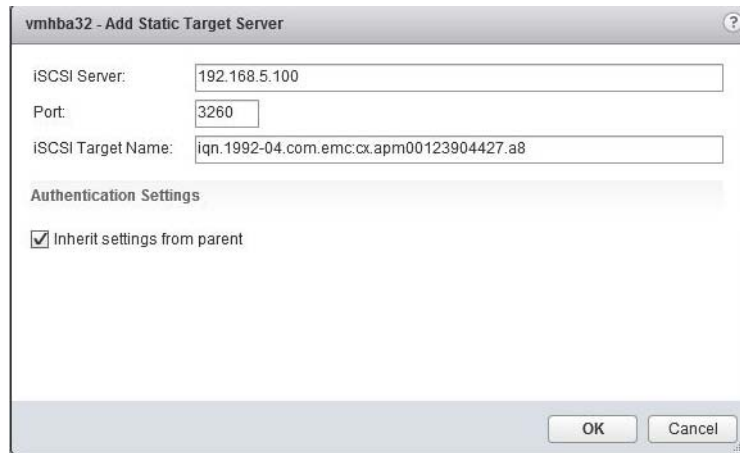 vmhba32 - Add Static Target Server
?
iSCSI Server: 192.168.5.100
Port: 3260
iSCSI Target Name: iqn.1992-04.com.emc:cx.apm00123904427.a8
Authentication Settings
Inherit settings from parent
OK Cancel